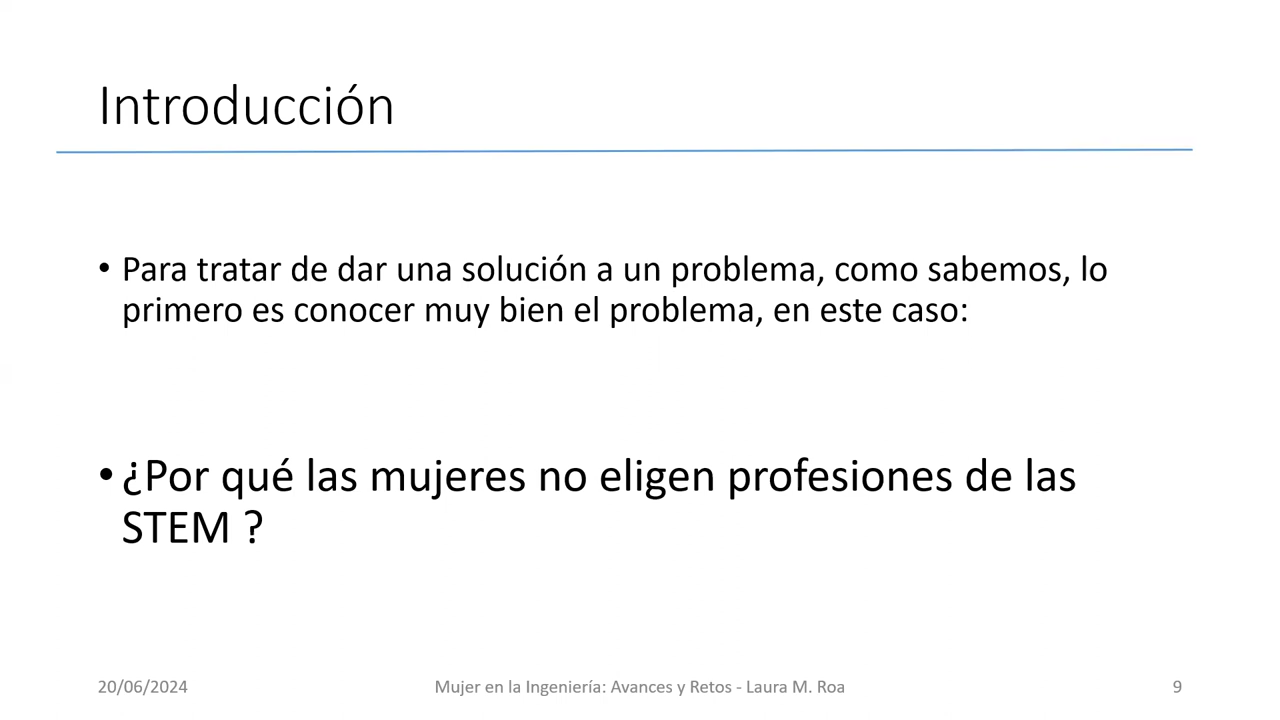 Introducción
• Para tratar de dar una solución a un problema, como sabemos, lo
primero es conocer muy bien el problema, en este caso:
• ¿Por qué las mujeres no eligen profesiones de las
STEM ?
20/06/2024
Mujer en la Ingeniería: Avances y Retos - Laura M. Roa
9